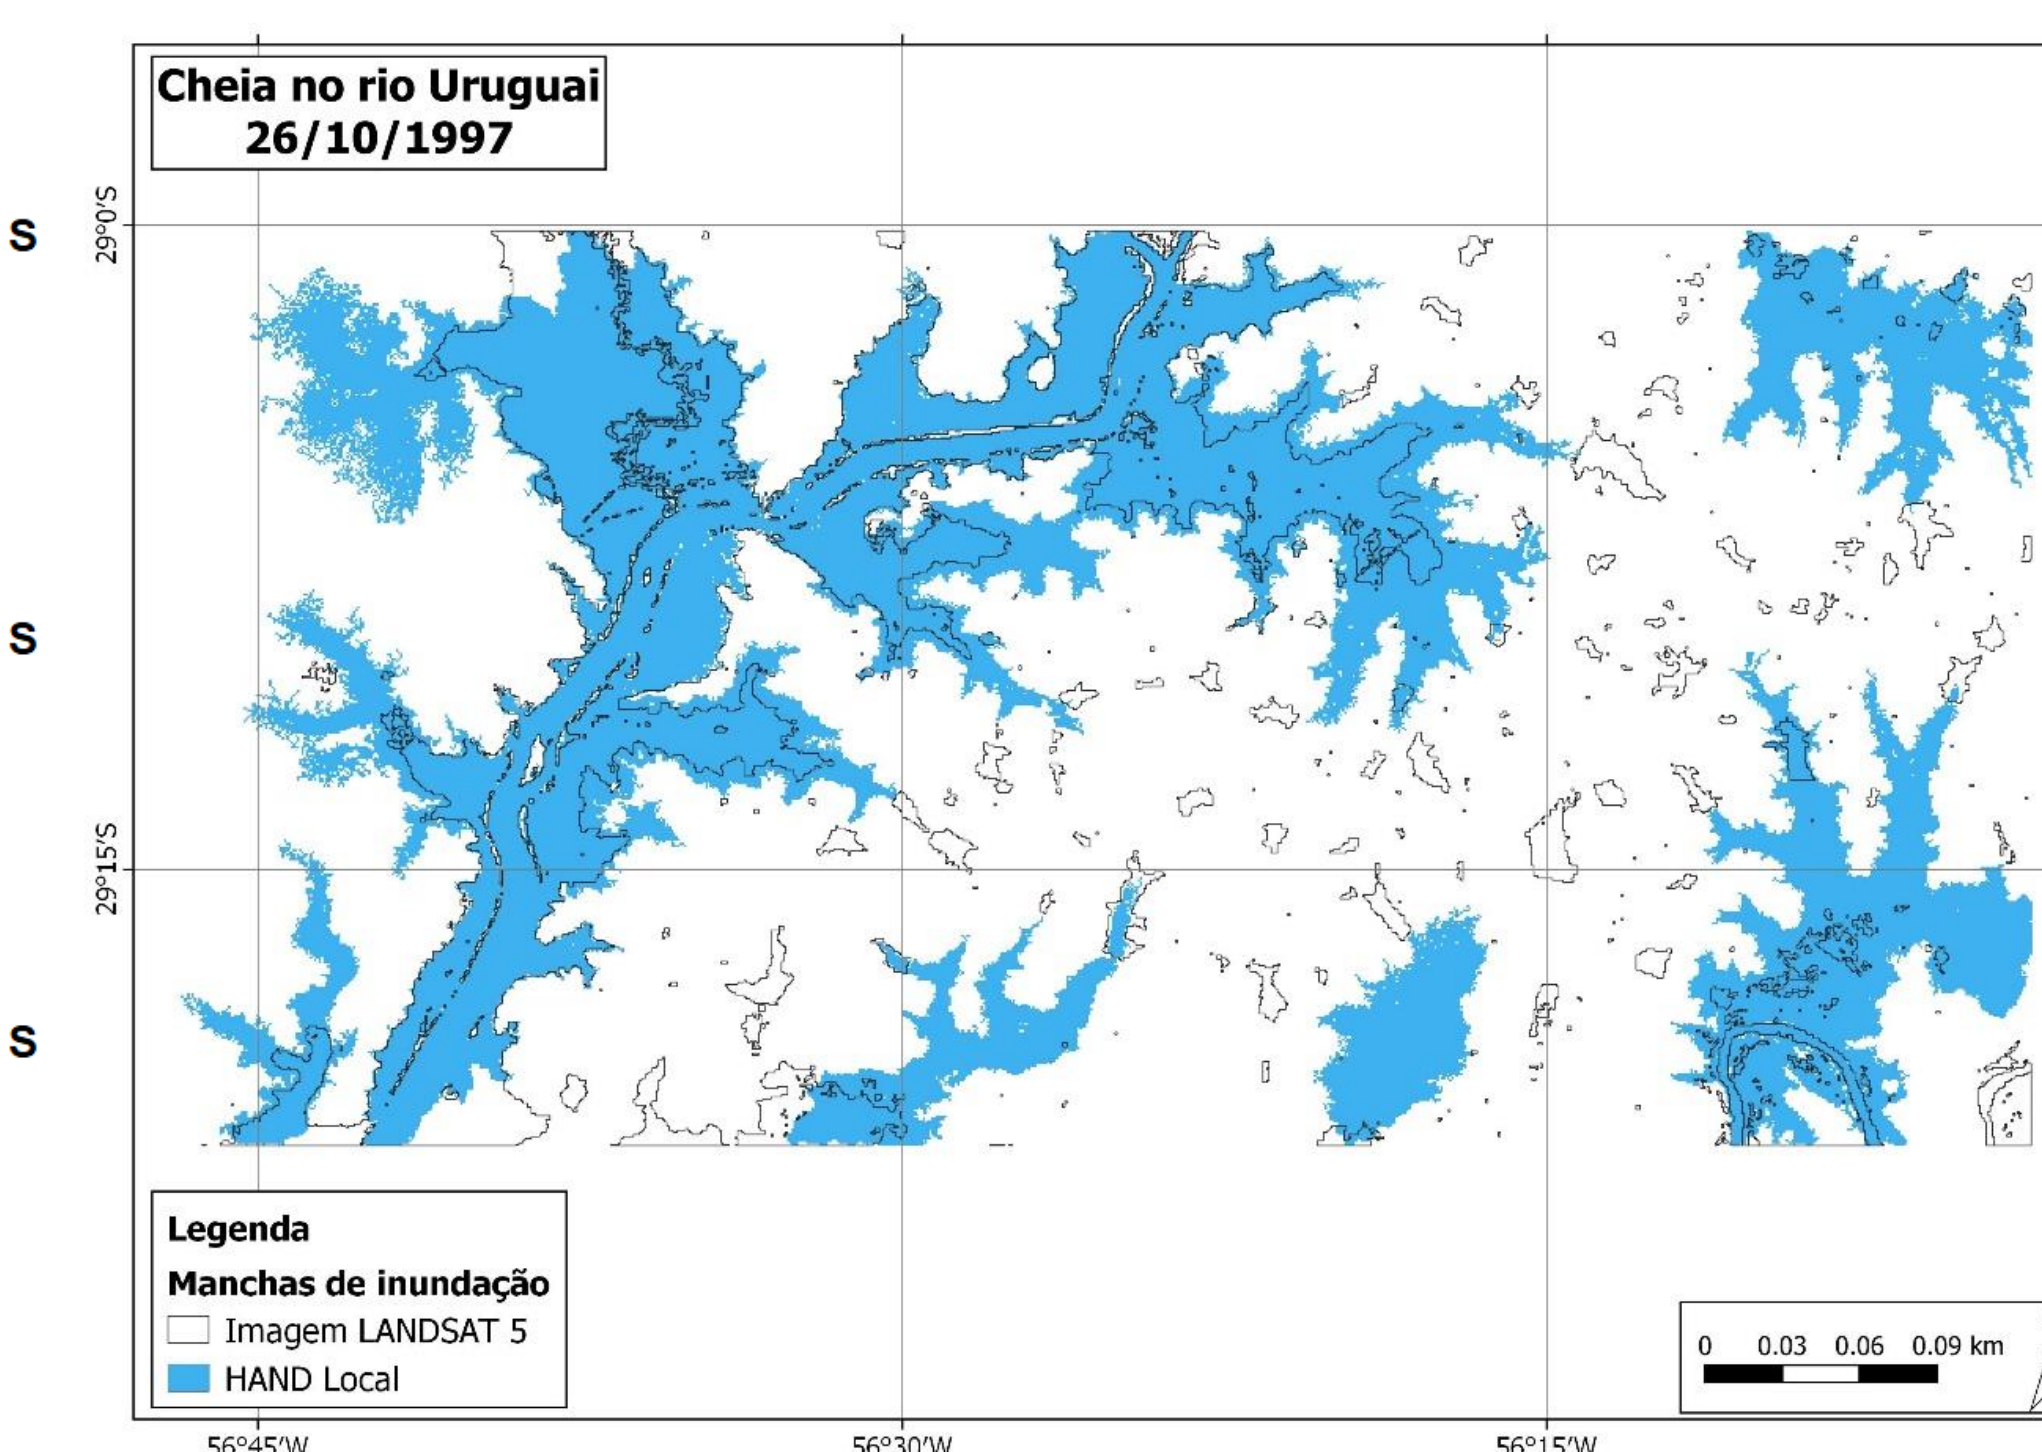 Cheia no rio Uruguai
26/10/1997
S
29°0'S
S
29°15'S
S
Legenda
Manchas de inundação
Imagem LANDSAT 5
HAND Local
0 0.03 0.06 0.09 km
56°45'W 56°30'W 56°15'W